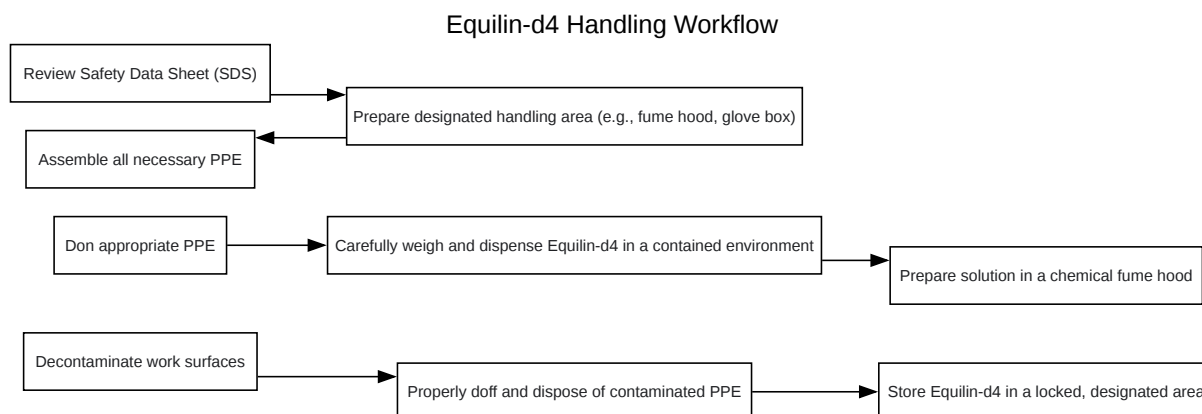 Equilin-d4 Handling Workflow
Review Safety Data Sheet (SDS)
Prepare designated handling area (e.g., fume hood, glove box)
Assemble all necessary PPE
Don appropriate PPE
Carefully weigh and dispense Equilin-d4 in a contained environment
Prepare solution in a chemical fume hood
Decontaminate work surfaces
Properly doff and dispose of contaminated PPE
Store Equilin-d4 in a locked, designated area